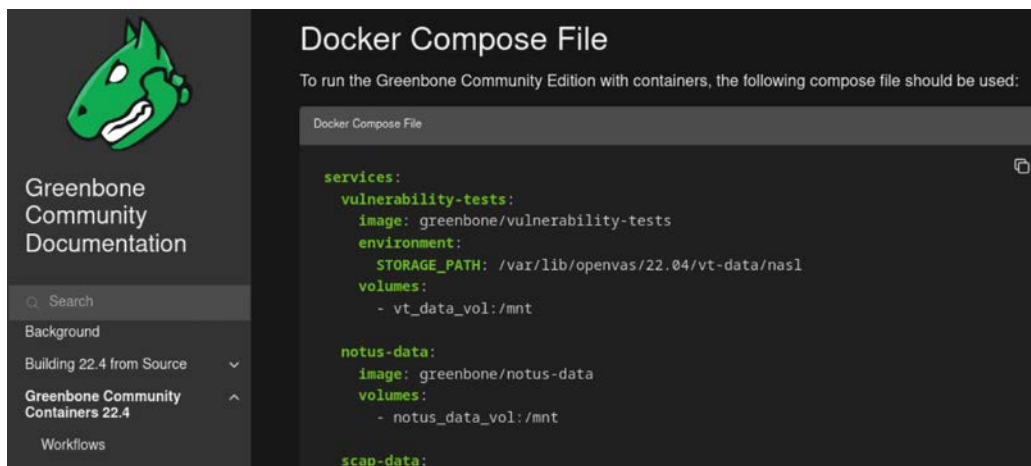 Greenbone
Community
Documentation
Search
Background
Building 22.4 from Source
Greenbone Community
Containers 22.4
Workflows
Docker Compose File
To run the Greenbone Community Edition with containers, the following compose file should be used:
Docker Compose File
services:
  vulnerability-tests:
    image: greenbone/vulnerability-tests
    environment:
      STORAGE_PATH: /var/lib/openvas/22.04/vt-data/nasl
    volumes:
      - vt_data_vol:/mnt
  notus-data:
    image: greenbone/notus-data
    volumes:
      - notus_data_vol:/mnt
  scap-data: